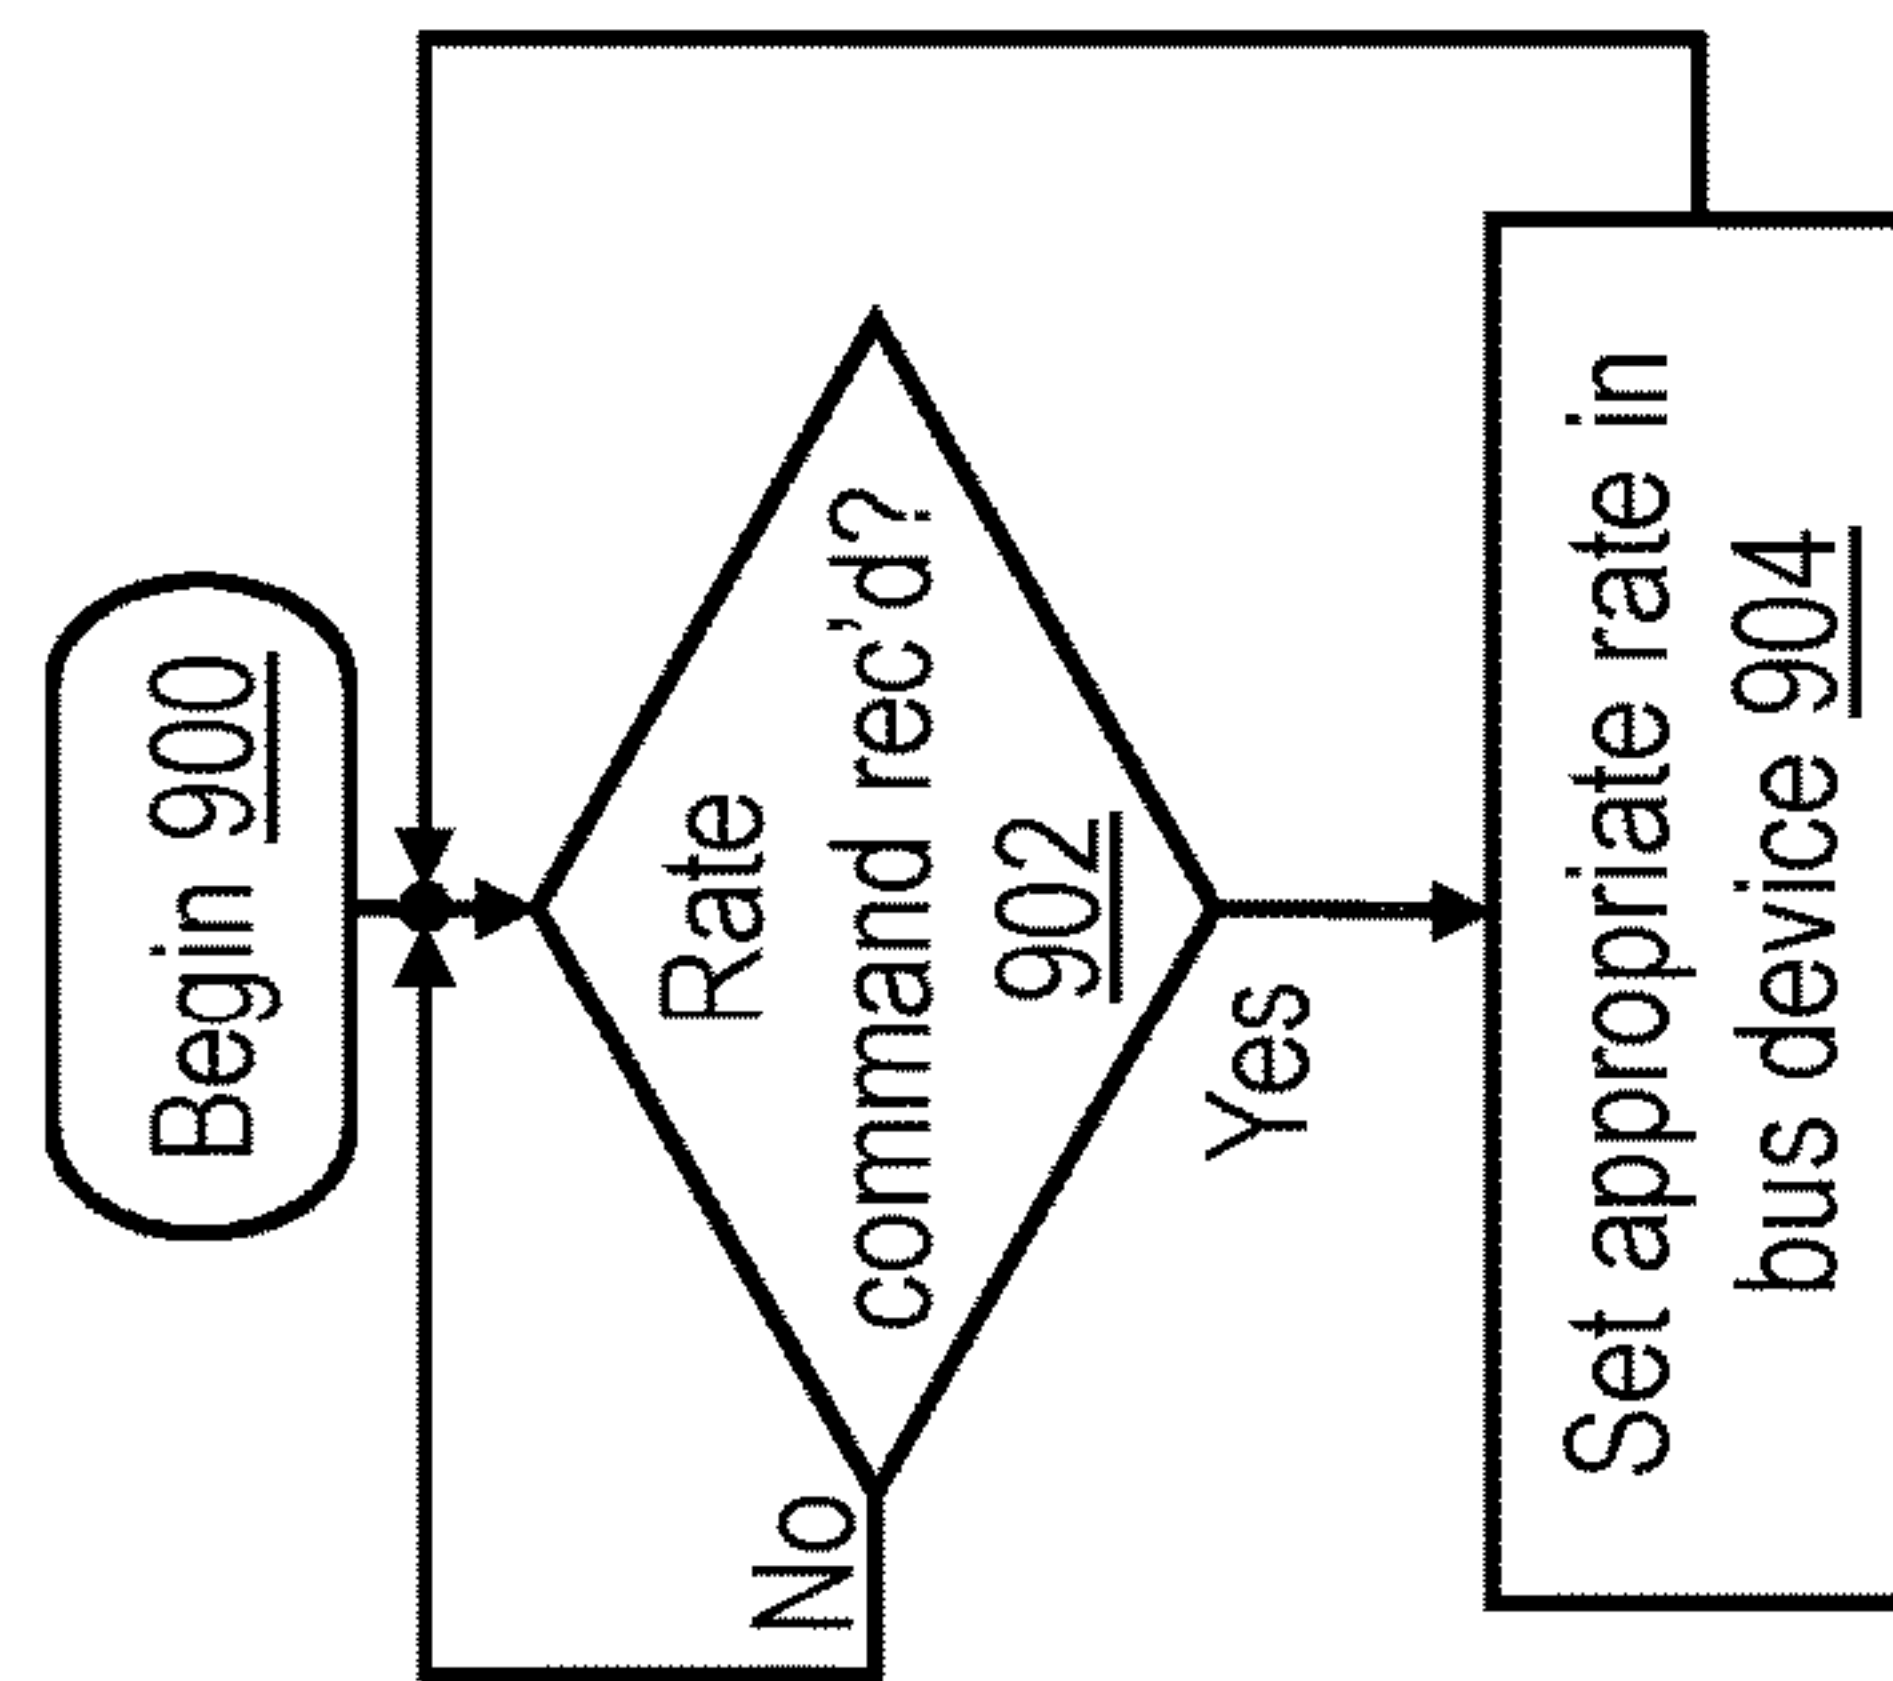 Begin 900
Rate
command rec'd?
902
No
Yes
Set appropriate rate in
bus device 904